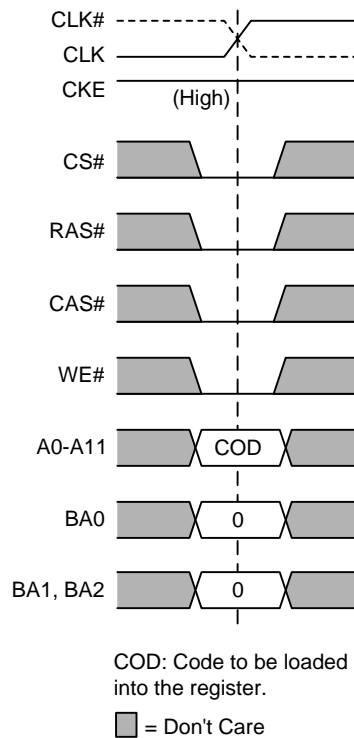 CLK#
CLK
CKE
(High)
CS#
RAS#
CAS#
WE#
A0-A11
COD
BA0
0
BA1, BA2
0
COD: Code to be loaded
into the register.
= Don't Care